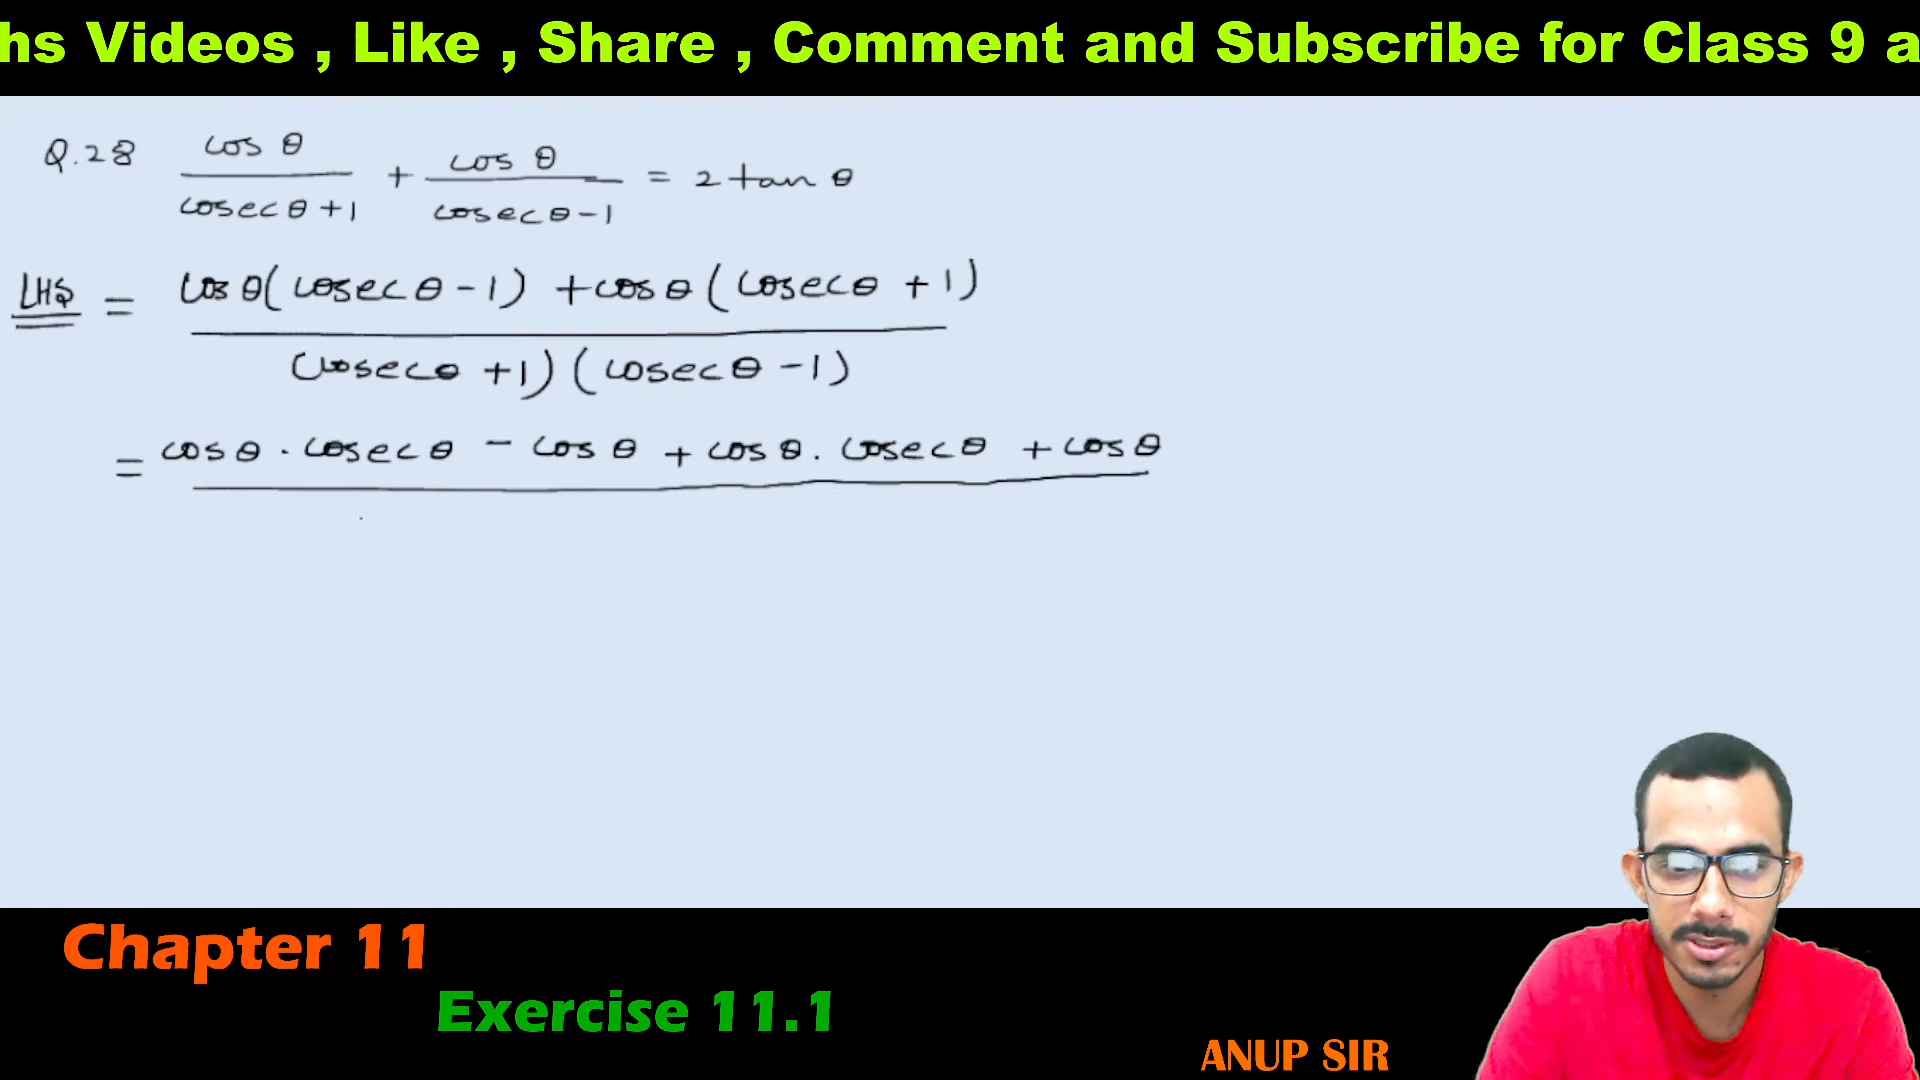 hs Videos , Like , Share , Comment and Subscribe for Class 9 a
Q.28 cos θ / cosec θ + 1 + cos θ / cosec θ - 1 = 2 tan θ
LHS = cos θ ( cosec θ - 1 ) + cos θ ( cosec θ + 1 )
( cosec θ + 1 ) ( cosec θ - 1 )
= cos θ . cosec θ - cos θ + cos θ . cosec θ + cos θ
Chapter 11
Exercise 11.1
ANUP SIR